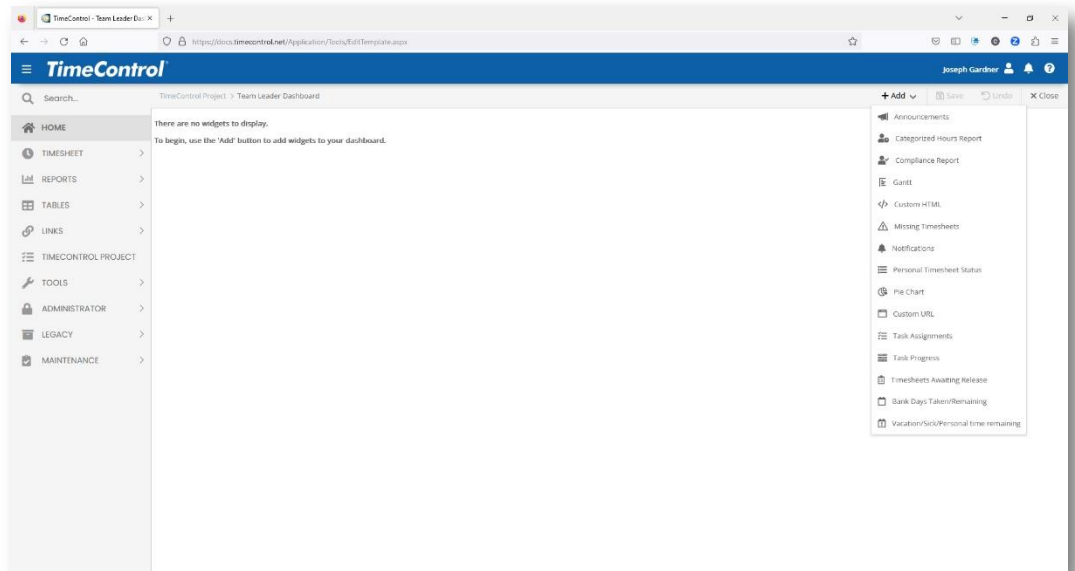 TimeControl - Team Leader Das
https://docs.timecontrol.net/Application/Tools/EditTemplate.aspx
TimeControl
Joseph Gardner
Search...
TimeControl Project > Team Leader Dashboard
+ Add
Save
Undo
X Close
HOME
TIMESHEET
REPORTS
TABLES
LINKS
TIMECONTROL PROJECT
TOOLS
ADMINISTRATOR
LEGACY
MAINTENANCE
There are no widgets to display.
To begin, use the 'Add' button to add widgets to your dashboard.
Announcements
Categorized Hours Report
Compliance Report
Gantt
Custom HTML
Missing Timesheets
Notifications
Personal Timesheet Status
Pie Chart
Custom URL
Task Assignments
Task Progress
Timesheets Awaiting Release
Bank Days Taken/Remaining
Vacation/Sick/Personal time remaining